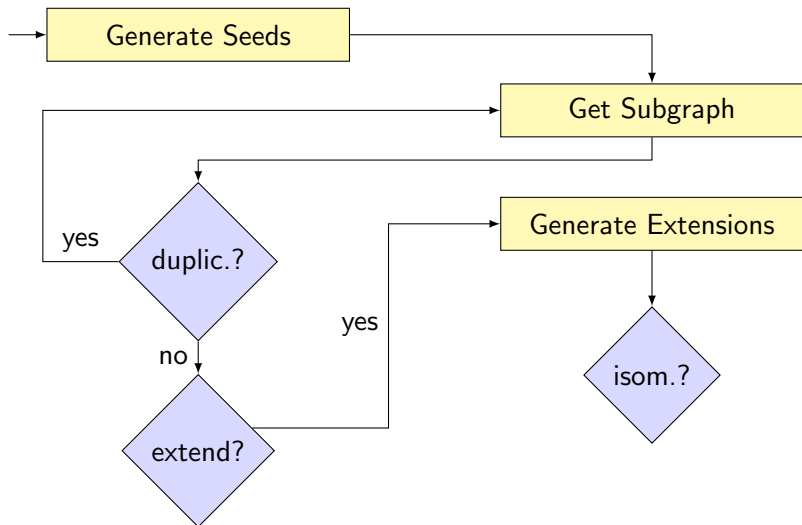 Generate Seeds
Get Subgraph
Generate Extensions
yes
duplic.?
yes
no
isom.?
extend?